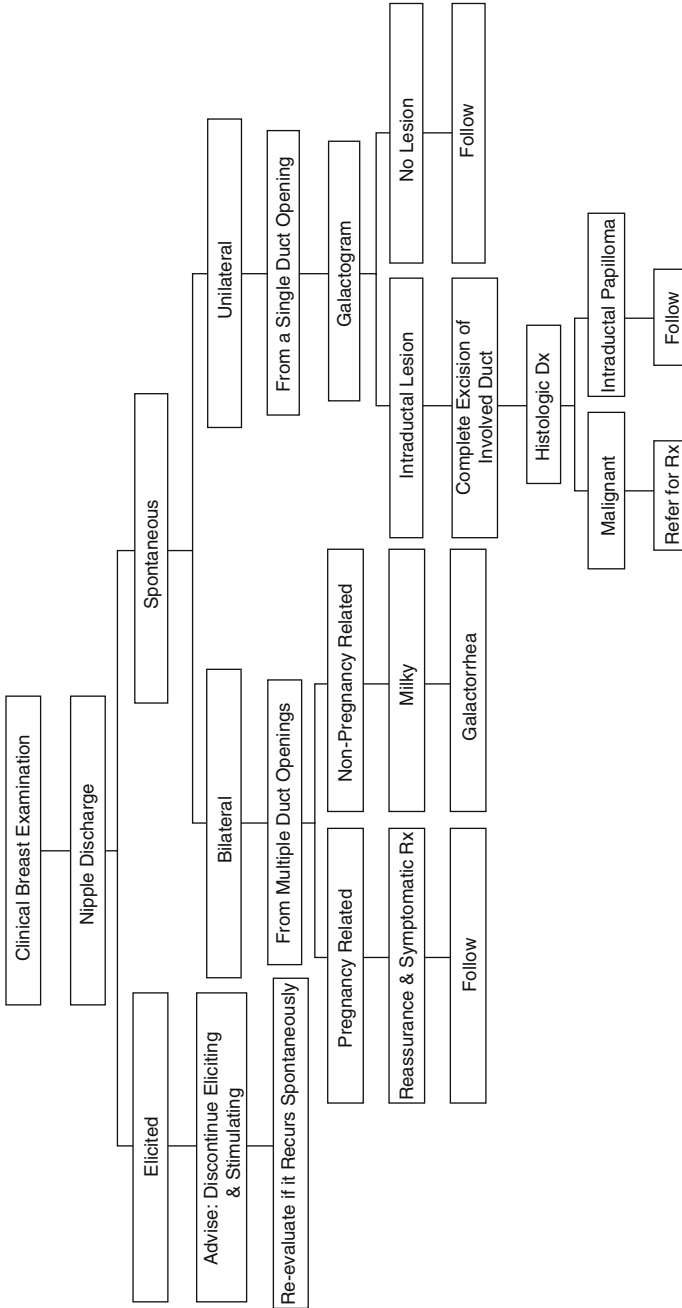 Clinical Breast Examination
Nipple Discharge
Elicited
Spontaneous
Advise: Discontinue Eliciting
& Stimulating
Bilateral
Unilateral
Re-evaluate if it Recurs Spontaneously
From Multiple Duct Openings
From a Single Duct Opening
Pregnancy Related
Non-Pregnancy Related
Galactogram
Reassurance & Symptomatic Rx
Milky
Intraductal Lesion
No Lesion
Follow
Galactorrhea
Complete Excision of
Involved Duct
Follow
Histologic Dx
Malignant
Intraductal Papilloma
Refer for Rx
Follow